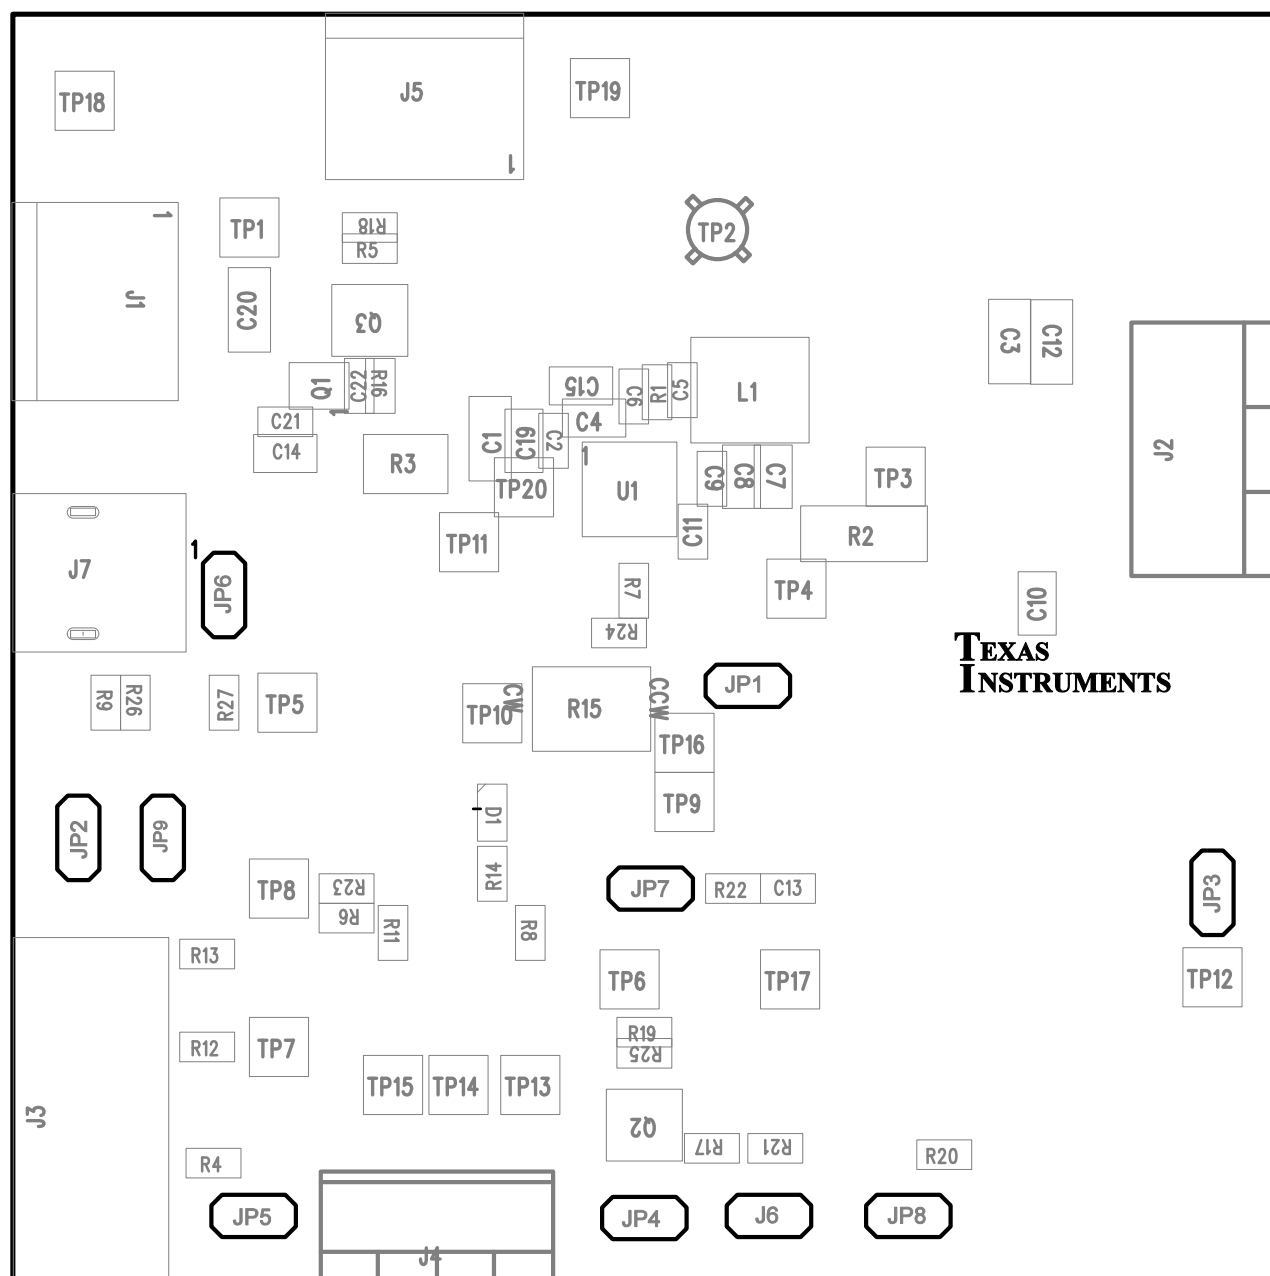 J5
TP18
TP19
1
1
TP1
R18
R5
TP2
J1
C20
Q3
C3
C12
Q1
C22
R16
1
C15
C6
R1
C5
L1
C21
C14
R3
C1
C19
C2
C4
1
J2
TP20
U1
C9
C8
C7
TP3
TP11
C11
R2
1
J7
JP6
R7
TP4
C10
R24
TEXAS
INSTRUMENTS
R9
R26
R27
TP5
TP10
CW
R15
CCW
JP1
TP16
TP9
D1
JP2
JP9
TP8
R23
R6
R14
JP7
R22
C13
JP3
R11
R8
R13
TP6
TP17
TP12
R12
TP7
R19
R25
TP15
TP14
TP13
J3
Q2
R17
R21
R20
R4
JP5
JP4
J6
JP8
J4